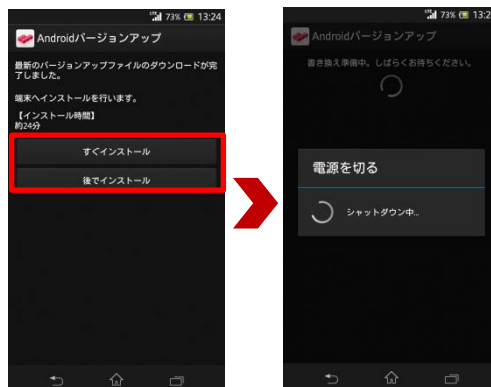 73% 13:24
Androidバージョンアップ
最新のバージョンアップファイルのダウンロードが完
了しました。
端末へインストールを行います。
【インストール時間】
約24分
すぐインストール
後でインストール
73% 13:2
Androidバージョンアップ
書き換え準備中。しばらくお待ちください。
電源を切る
シャットダウン中...